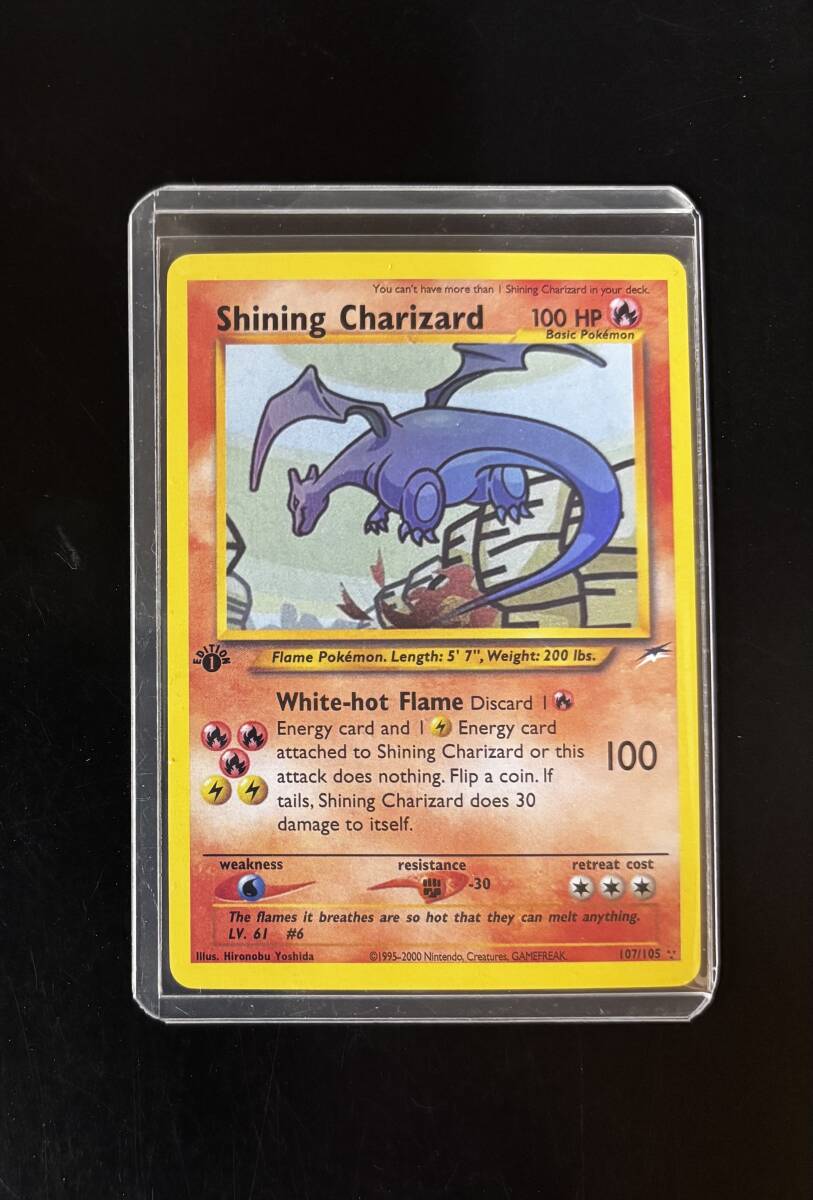 You can't have more than 1 Shining Charizard in your deck.
Shining Charizard 100 HP
Basic Pokémon
EDITION
1
Flame Pokémon. Length: 5' 7", Weight: 200 lbs.
White-hot Flame Discard 1
Energy card and 1 Energy card
attached to Shining Charizard or this
attack does nothing. Flip a coin. If
tails, Shining Charizard does 30
damage to itself.
100
weakness resistance retreat cost
-30
The flames it breathes are so hot that they can melt anything.
LV. 61 #6
Illus. Hironobu Yoshida ©1995-2000 Nintendo, Creatures, GAMEFREAK. 107/105